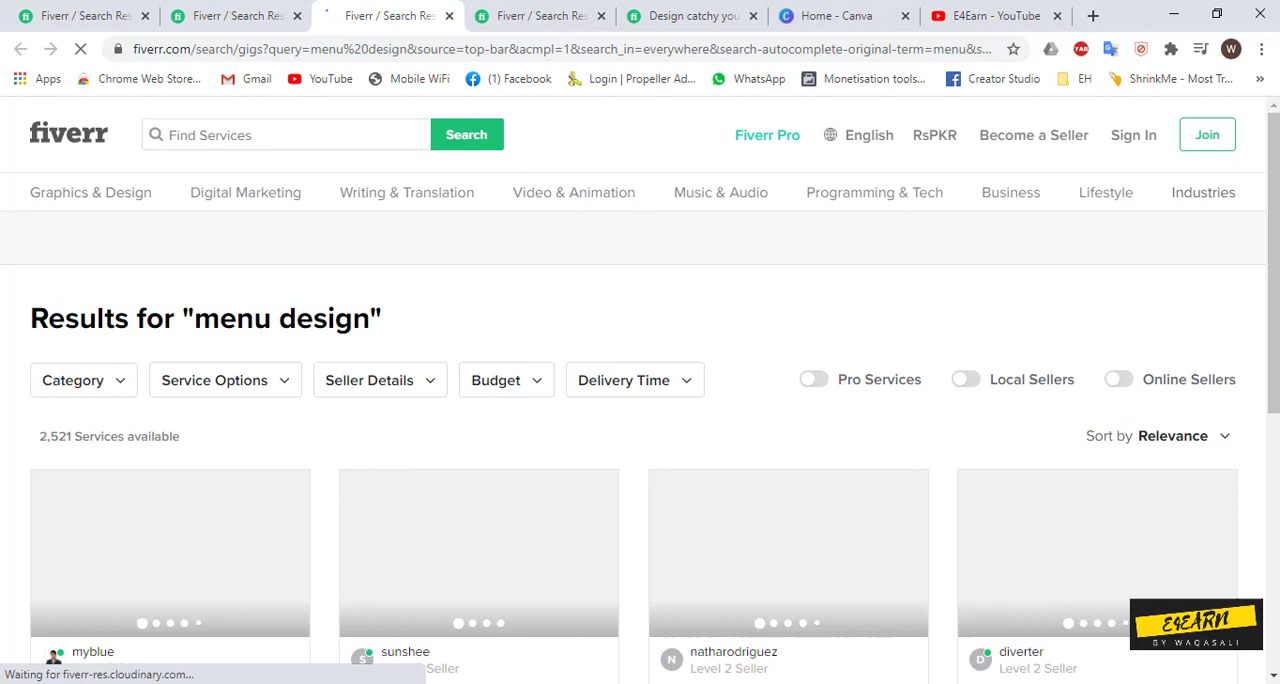 Fiverr / Search Res Fiverr / Search Res Fiverr / Search Res Fiverr / Search Res Design catchy you Home - Canva E4Earn - YouTube
fiverr.com/search/gigs?query=menu%20design&source=top-bar&acmpl=1&search_in=everywhere&search-autocomplete-original-term=menu&s... YAB W
Apps Chrome Web Store... Gmail YouTube Mobile WiFi (1) Facebook Login | Propeller Ad... WhatsApp Monetisation tools... Creator Studio EH ShrinkMe - Most Tr... »
fiverr Find Services Search Fiverr Pro English RsPKR Become a Seller Sign In Join
Graphics & Design Digital Marketing Writing & Translation Video & Animation Music & Audio Programming & Tech Business Lifestyle Industries
Results for "menu design"
Category Service Options Seller Details Budget Delivery Time Pro Services Local Sellers Online Sellers
2,521 Services available Sort by Relevance
myblue S sunshee N natharodriguez D diverter
Seller Level 2 Seller Level 2 Seller
E4EARN
BY WAQASALI
Waiting for fiverr-res.cloudinary.com...